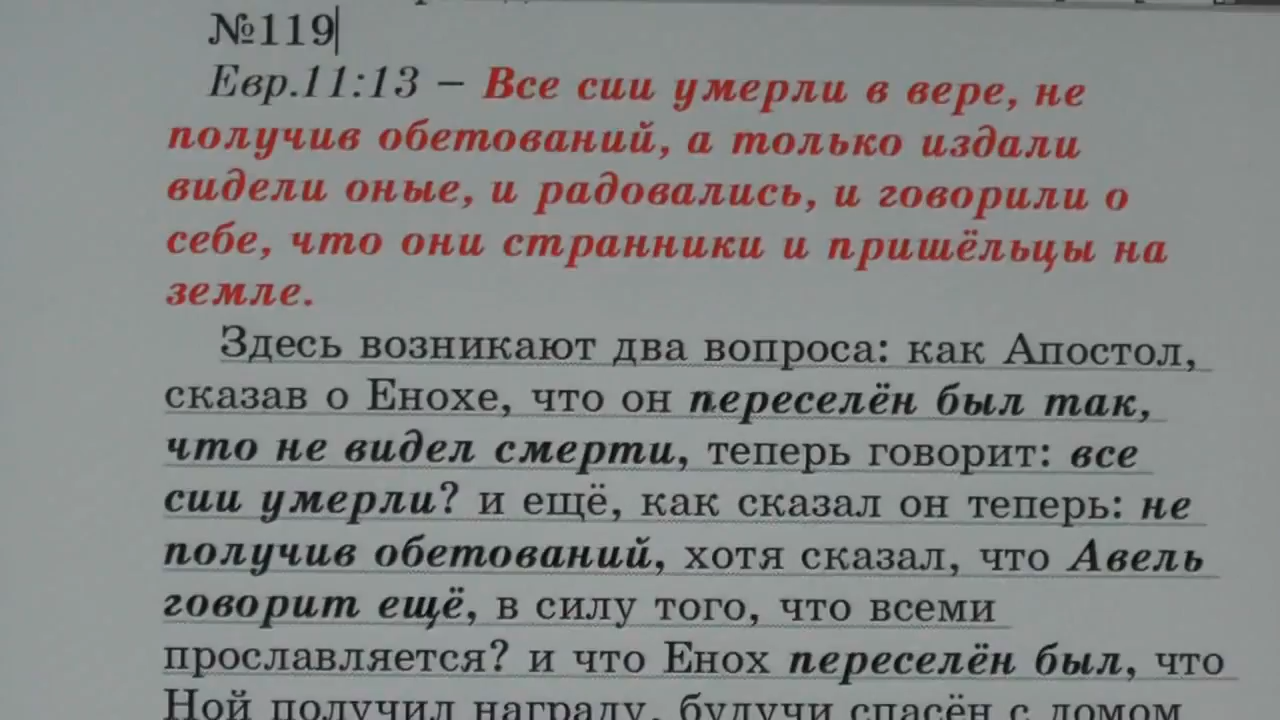 №119
Евр.11:13 – Все сии умерли в вере, не
получив обетований, а только издали
видели оные, и радовались, и говорили о
себе, что они странники и пришёльцы на
земле.
Здесь возникают два вопроса: как Апостол,
сказав о Енохе, что он переселён был так,
что не видел смерти, теперь говорит: все
сии умерли? и ещё, как сказал он теперь: не
получив обетований, хотя сказал, что Авель
говорит ещё, в силу того, что всеми
прославляется? и что Енох переселён был, что
Ной получил награду, будучи спасён с домом